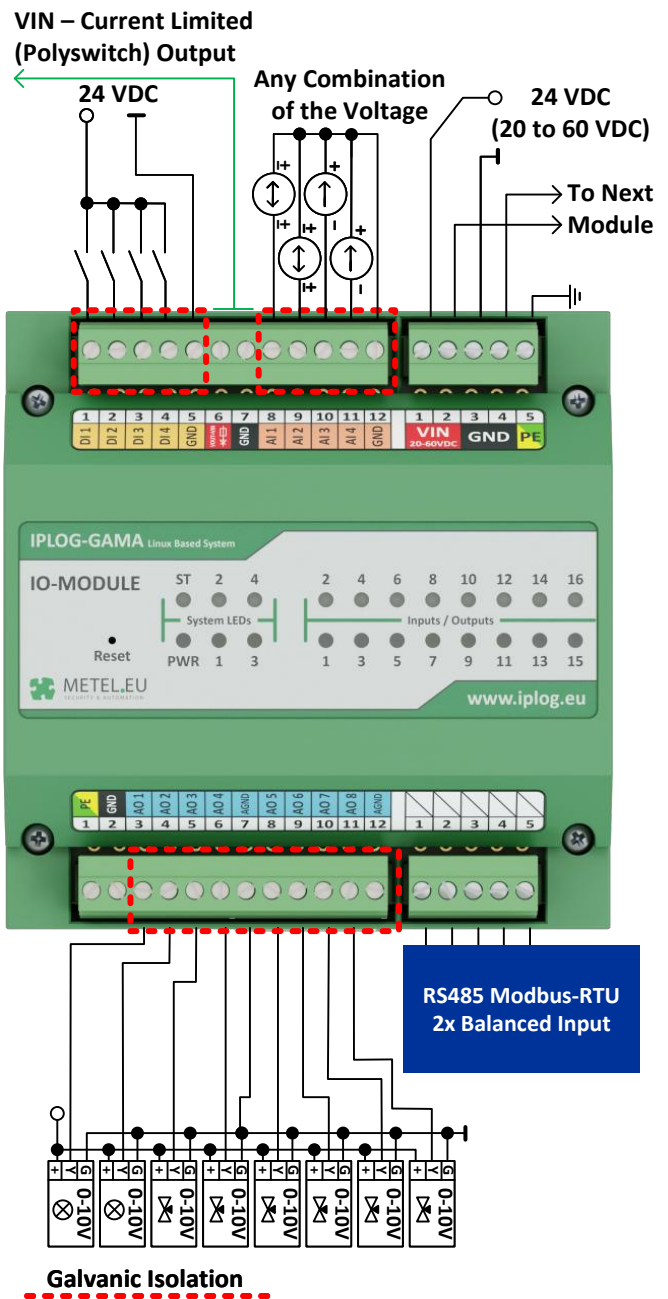 VIN – Current Limited
(Polyswitch) Output
24 VDC
Any Combination
of the Voltage
24 VDC
(20 to 60 VDC)
To Next
Module
I+ I+ + +
I+ I+ – –
1 2 3 4 5 6 7 8 9 10 11 12 1 2 3 4 5
DI 1 DI 2 DI 3 DI 4 GND GND AI 1 AI 2 AI 3 AI 4 GND VIN GND PE
20-60VDC
IPLOG-GAMA Linux Based System
IO-MODULE
ST 2 4 2 4 6 8 10 12 14 16
System LEDs
Inputs / Outputs
Reset
PWR 1 3 1 3 5 7 9 11 13 15
METEL.EU
SECURITY & AUTOMATION
www.iplog.eu
PE GND AO 1 AO 2 AO 3 AO 4 AGND AO 5 AO 6 AO 7 AO 8 AGND
1 2 3 4 5 6 7 8 9 10 11 12 1 2 3 4 5
RS485 Modbus-RTU
2x Balanced Input
+ Y G + Y G + Y G + Y G + Y G + Y G + Y G + Y G
0-10V 0-10V 0-10V 0-10V 0-10V 0-10V 0-10V 0-10V
Galvanic Isolation